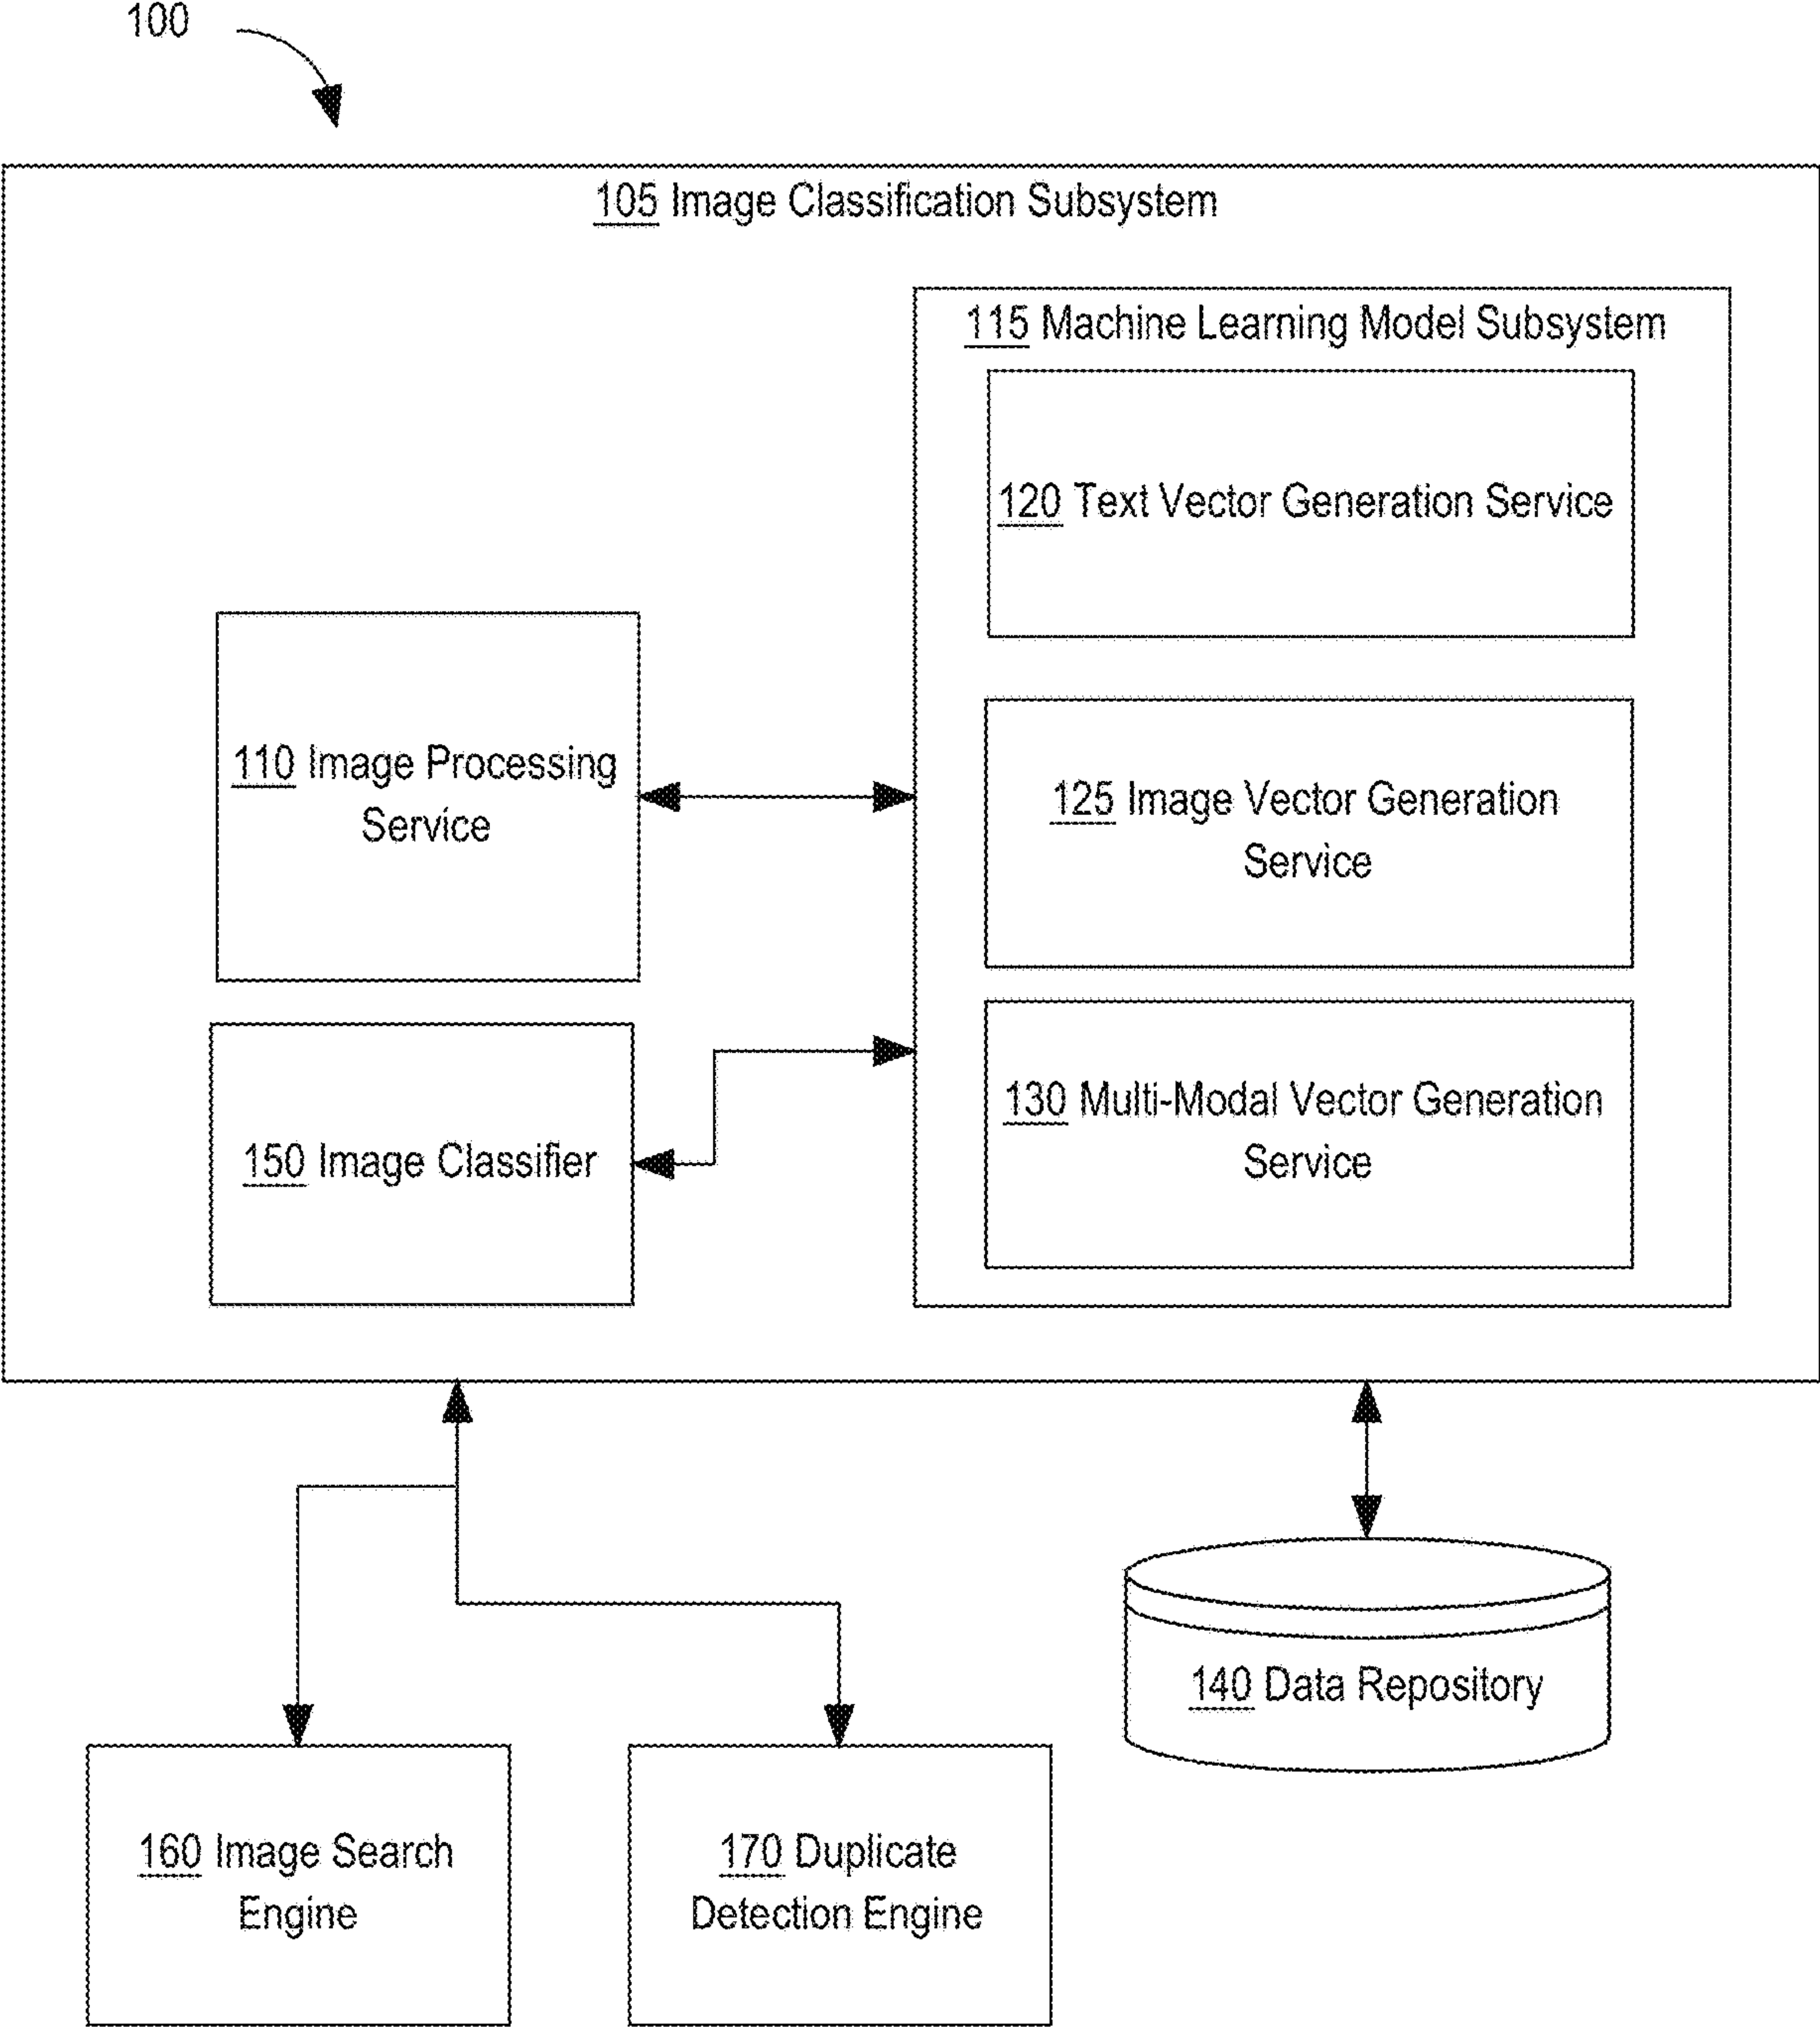 100
105 Image Classification Subsystem
115 Machine Learning Model Subsystem
120 Text Vector Generation Service
110 Image Processing
Service
125 Image Vector Generation
Service
130 Multi-Modal Vector Generation
Service
150 Image Classifier
140 Data Repository
160 Image Search
Engine
170 Duplicate
Detection Engine